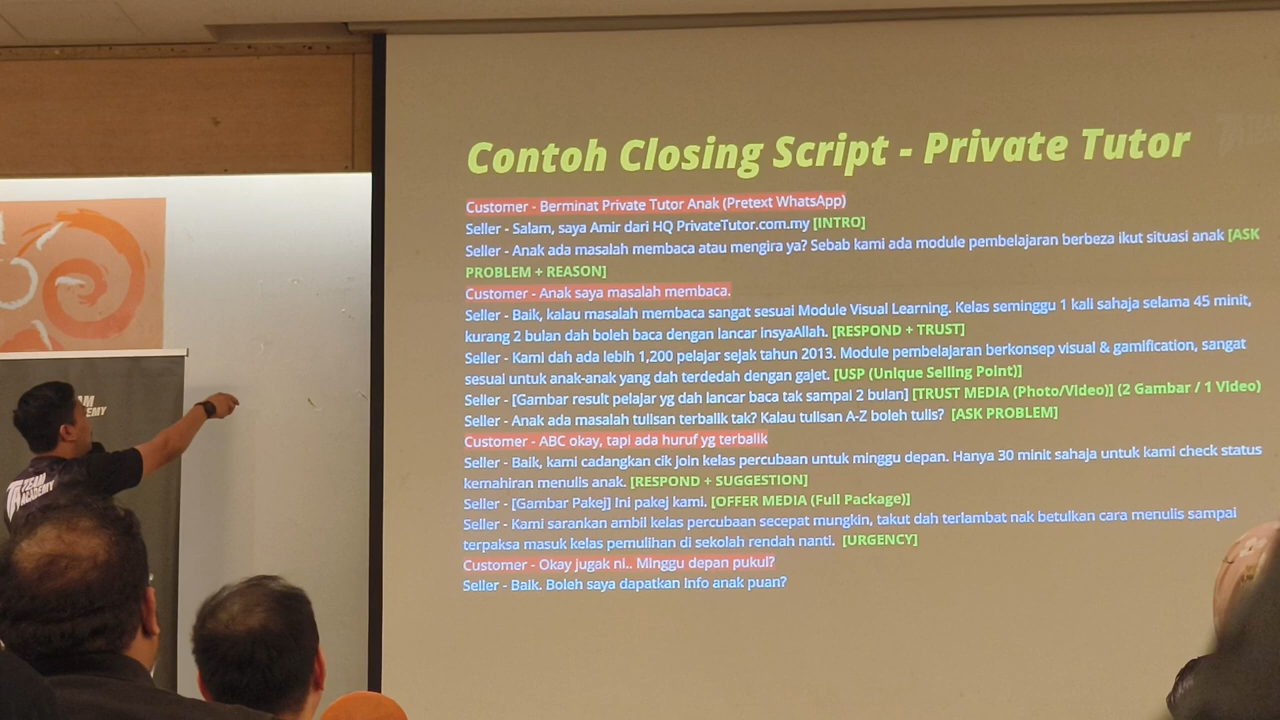 Contoh Closing Script - Private Tutor
Customer - Berminat Private Tutor Anak (Pretext WhatsApp)
Seller - Salam, saya Amir dari HQ PrivateTutor.com.my [INTRO]
Seller - Anak ada masalah membaca atau mengira ya? Sebab kami ada module pembelajaran berbeza ikut situasi anak [ASK
PROBLEM + REASON]
Customer - Anak saya masalah membaca.
Seller - Baik, kalau masalah membaca sangat sesuai Module Visual Learning. Kelas seminggu 1 kali sahaja selama 45 minit,
kurang 2 bulan dah boleh baca dengan lancar insyaAllah. [RESPOND + TRUST]
Seller - Kami dah ada lebih 1,200 pelajar sejak tahun 2013. Module pembelajaran berkonsep visual & gamification, sangat
sesuai untuk anak-anak yang dah terdedah dengan gajet. [USP (Unique Selling Point)]
Seller - [Gambar result pelajar yg dah lancar baca tak sampai 2 bulan] [TRUST MEDIA (Photo/Video)] (2 Gambar / 1 Video)
Seller - Anak ada masalah tulisan terbalik tak? Kalau tulisan A-Z boleh tulis? [ASK PROBLEM]
Customer - ABC okay, tapi ada huruf yg terbalik
Seller - Baik, kami cadangkan cik join kelas percubaan untuk minggu depan. Hanya 30 minit sahaja untuk kami check status
kemahiran menulis anak. [RESPOND + SUGGESTION]
Seller - [Gambar Pakej] Ini pakej kami. [OFFER MEDIA (Full Package)]
Seller - Kami sarankan ambil kelas percubaan secepat mungkin, takut dah terlambat nak betulkan cara menulis sampai
terpaksa masuk kelas pemulihan di sekolah rendah nanti. [URGENCY]
Customer - Okay jugak ni.. Minggu depan pukul?
Seller - Baik. Boleh saya dapatkan info anak puan?
TEAM
ACADEMY